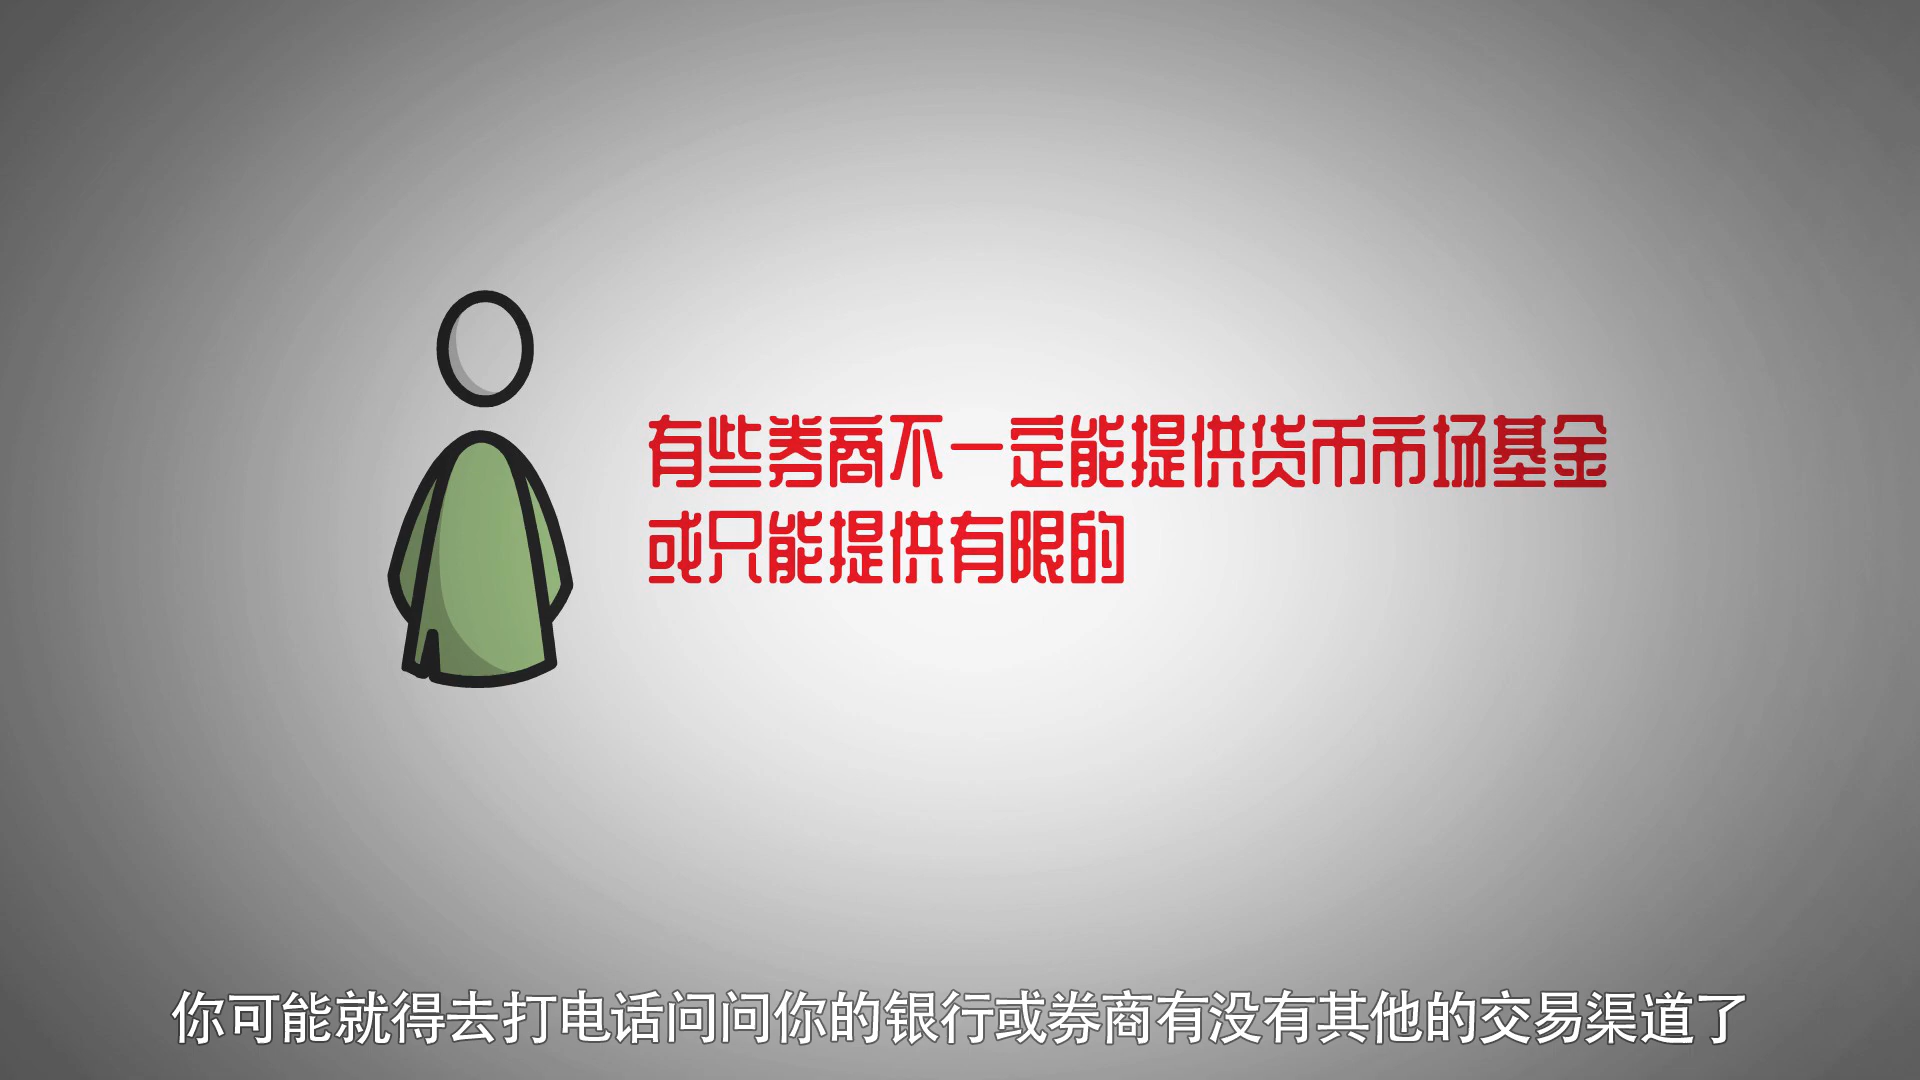 有些券商不一定能提供货币市场基金
或只能提供有限的
你可能就得去打电话问问你的银行或券商有没有其他的交易渠道了